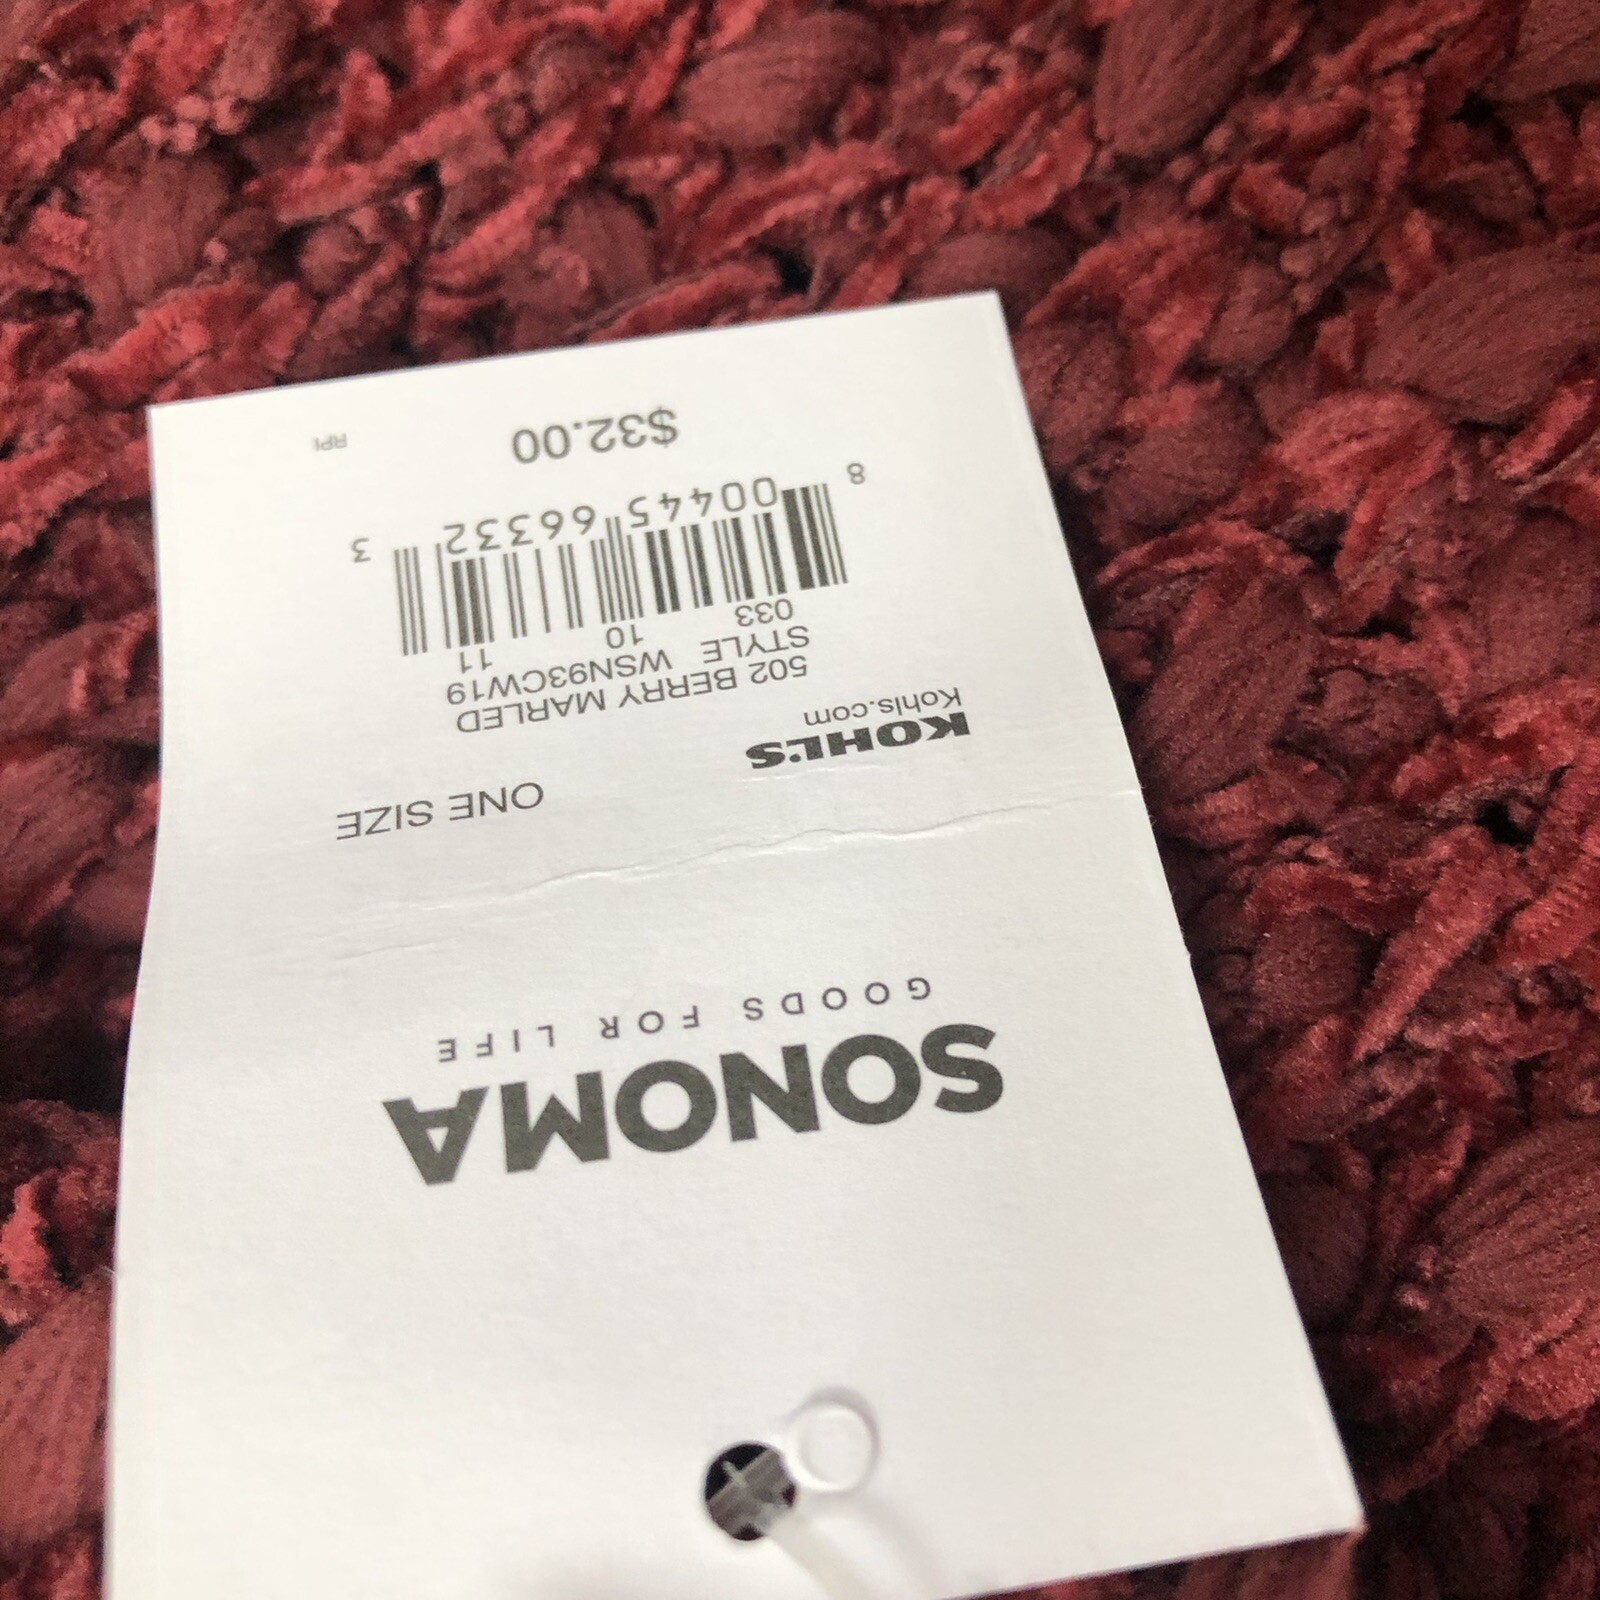 SONOMA
GOODS FOR LIFE
ONE SIZE
KOHL'S
Kohls.com
502 BERRY MARLED
STYLE WSN93CW19
033 10 11
8 00445 66332 3
$32.00
RPI